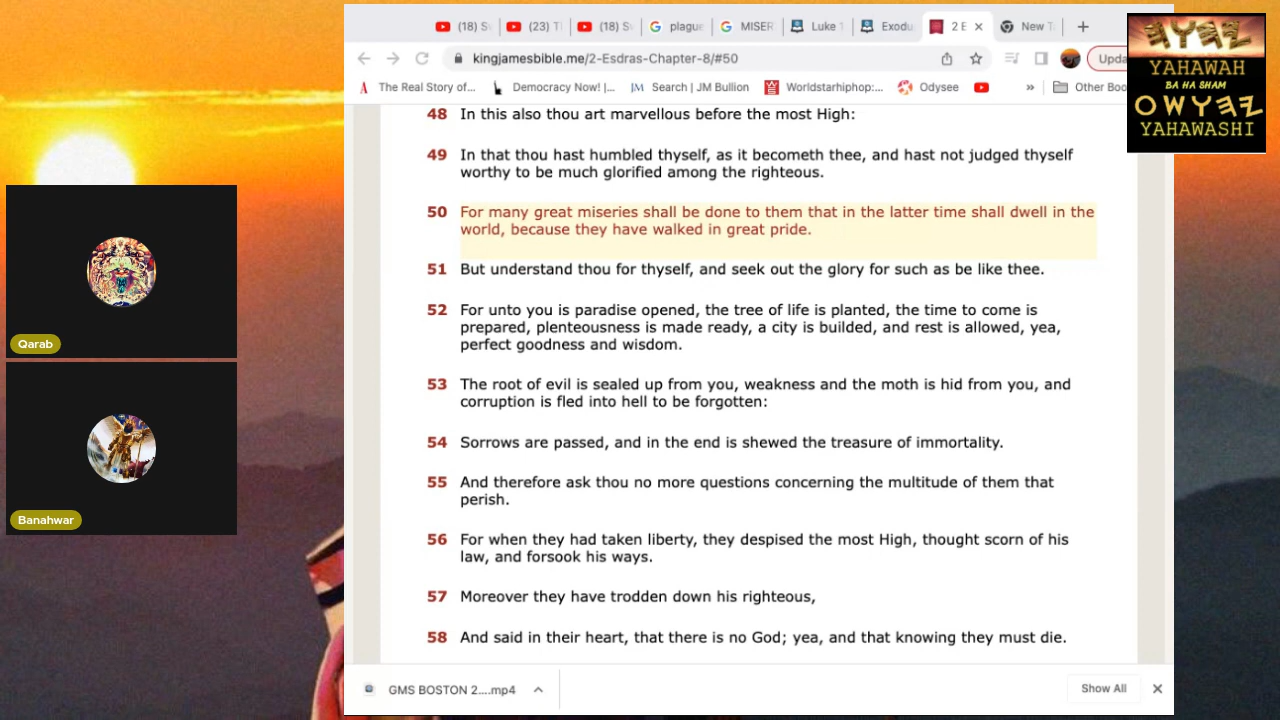 (18) S
(23) T
(18) S
plague
MISER
Luke 1
Exodu
2 E
New T
kingjamesbible.me/2-Esdras-Chapter-8/#50
Upda
The Real Story of...
Democracy Now! |...
Search | JM Bullion
Worldstarhiphop:...
Odysee
»
Other Boo
48 In this also thou art marvellous before the most High:
49 In that thou hast humbled thyself, as it becometh thee, and hast not judged thyself
worthy to be much glorified among the righteous.
50 For many great miseries shall be done to them that in the latter time shall dwell in the
world, because they have walked in great pride.
51 But understand thou for thyself, and seek out the glory for such as be like thee.
52 For unto you is paradise opened, the tree of life is planted, the time to come is
prepared, plenteousness is made ready, a city is builded, and rest is allowed, yea,
perfect goodness and wisdom.
53 The root of evil is sealed up from you, weakness and the moth is hid from you, and
corruption is fled into hell to be forgotten:
54 Sorrows are passed, and in the end is shewed the treasure of immortality.
55 And therefore ask thou no more questions concerning the multitude of them that
perish.
56 For when they had taken liberty, they despised the most High, thought scorn of his
law, and forsook his ways.
57 Moreover they have trodden down his righteous,
58 And said in their heart, that there is no God; yea, and that knowing they must die.
GMS BOSTON 2....mp4
Show All
Qarab
Banahwar
YAHAWAH
BA HA SHAM
YAHAWASHI